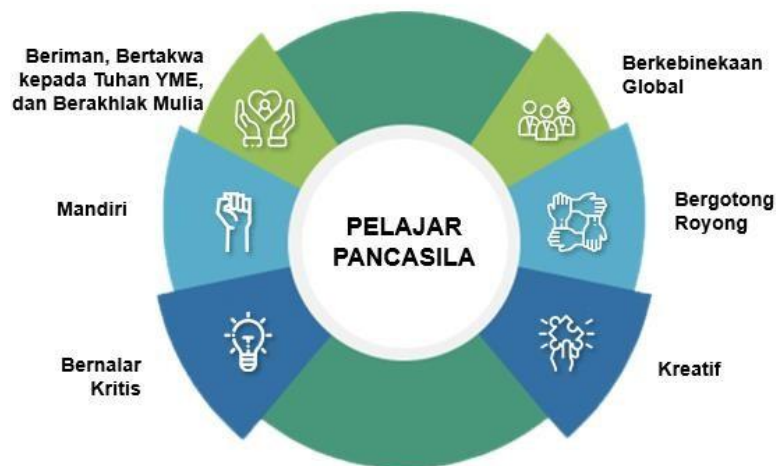 Beriman, Bertakwa
kepada Tuhan YME,
dan Berakhlak Mulia
Berkebinekaan
Global
Mandiri
PELAJAR
PANCASILA
Bergotong
Royong
Bernalar
Kritis
Kreatif